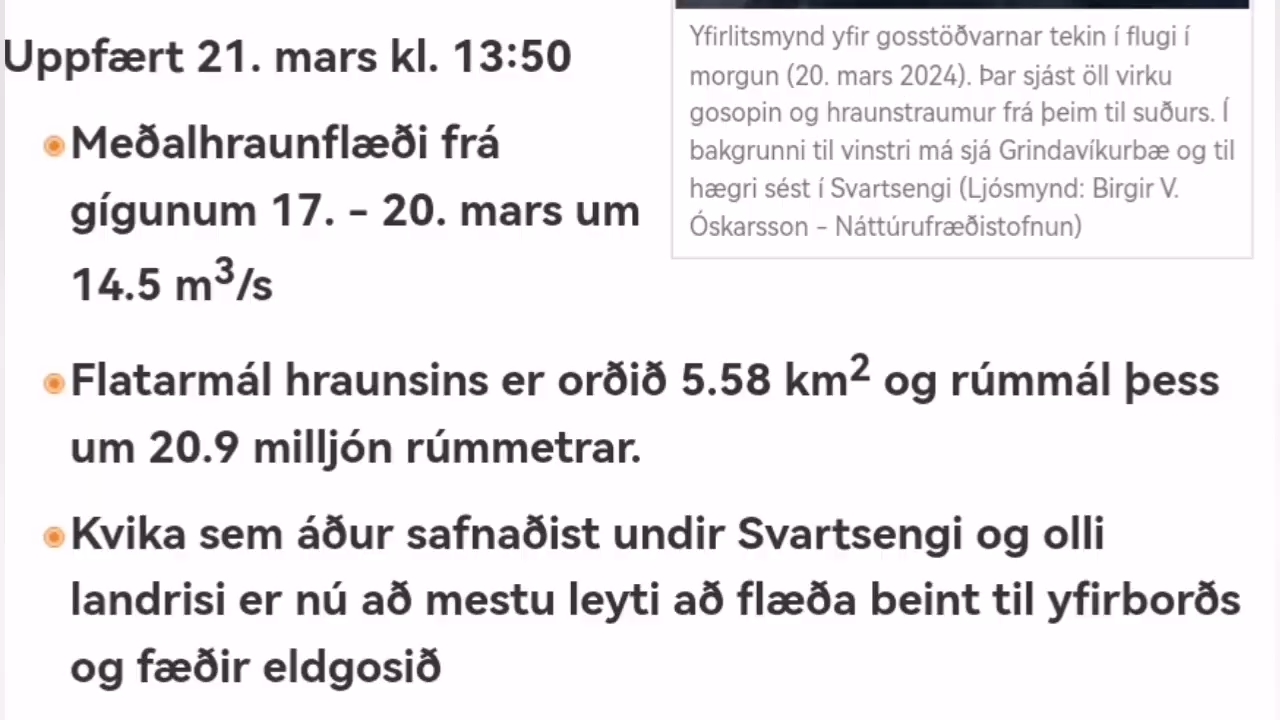 Uppfært 21. mars kl. 13:50
Meðalhraunflæði frá
gígunum 17. - 20. mars um
14.5 m³/s
Flatarmál hraunsins er orðið 5.58 km² og rúmmál þess
um 20.9 milljón rúmmetrar.
Kvika sem áður safnaðist undir Svartsengi og olli
landrisi er nú að mestu leyti að flæða beint til yfirborðs
og fæðir eldgosið
Yfirlitsmynd yfir gosstöðvarnar tekin í flugi í
morgun (20. mars 2024). Þar sjást öll virku
gosopin og hraunstraumur frá þeim til suðurs. Í
bakgrunni til vinstri má sjá Grindavíkurbæ og til
hægri sést í Svartsengi (Ljósmynd: Birgir V.
Óskarsson - Náttúrufræðistofnun)